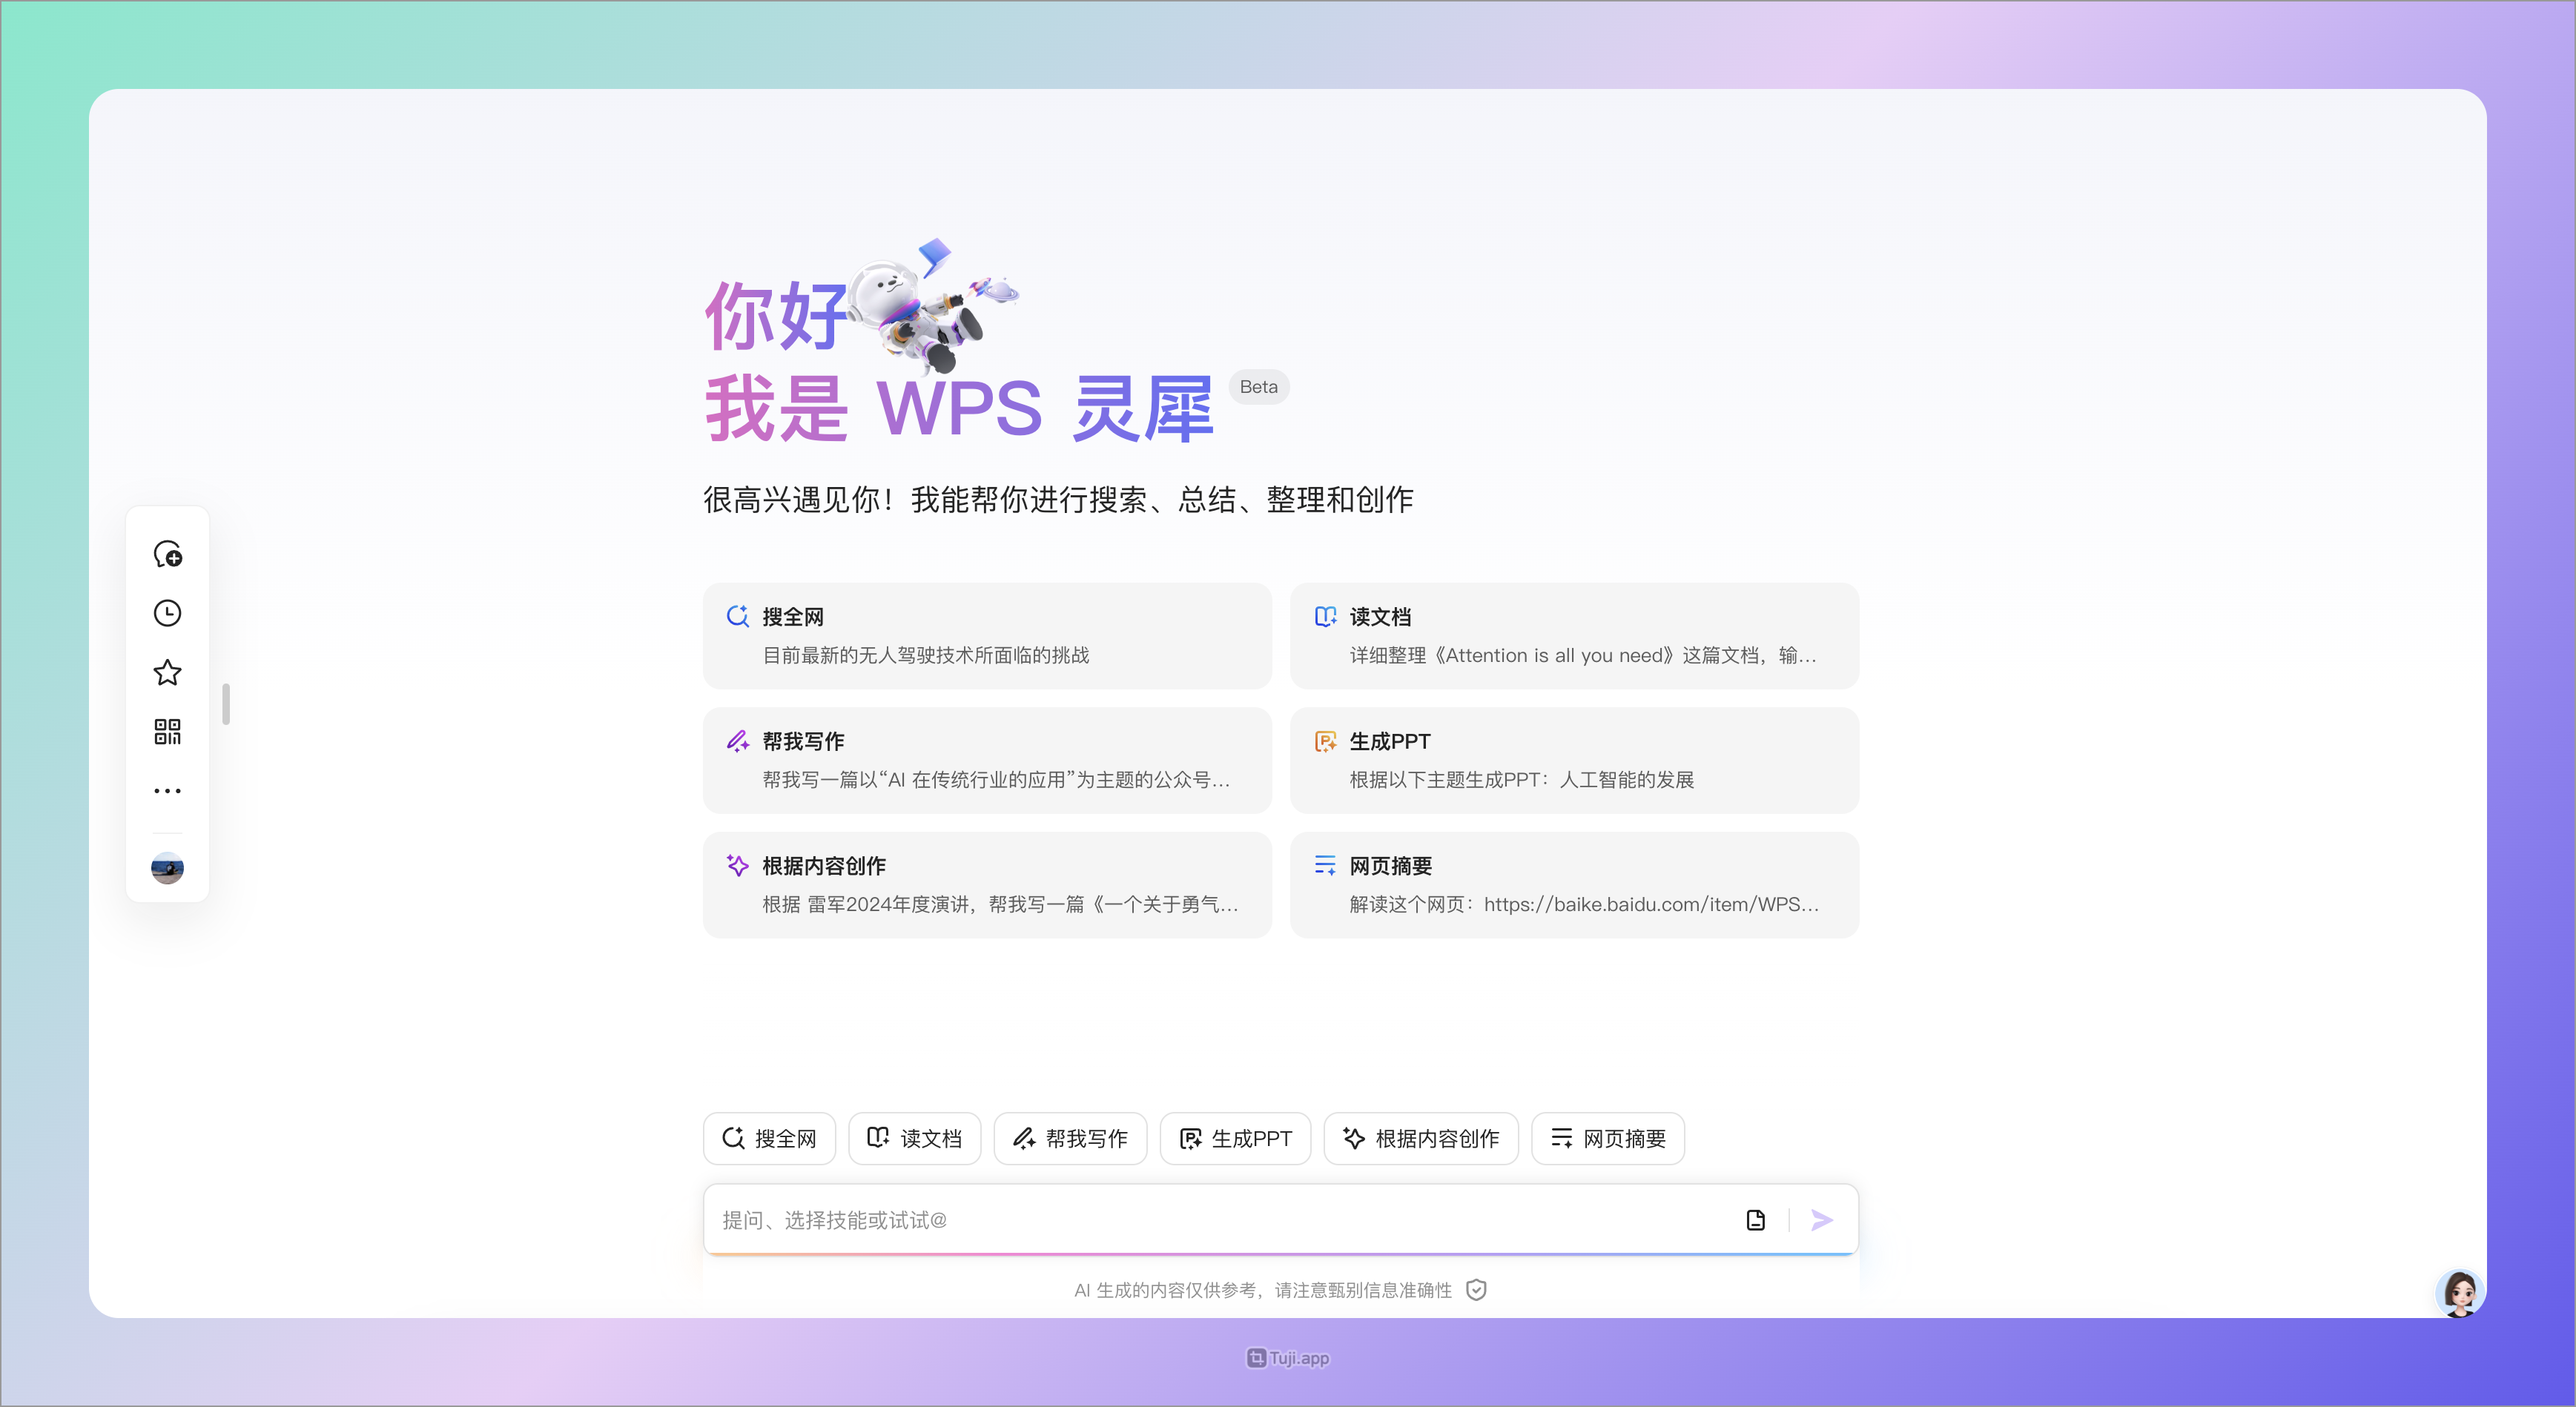 你好
我是 WPS 灵犀 Beta
很高兴遇见你！我能帮你进行搜索、总结、整理和创作
搜全网
目前最新的无人驾驶技术所面临的挑战
读文档
详细整理《Attention is all you need》这篇文档，输...
帮我写作
帮我写一篇以“AI 在传统行业的应用”为主题的公众号...
生成PPT
根据以下主题生成PPT：人工智能的发展
根据内容创作
根据 雷军2024年度演讲，帮我写一篇《一个关于勇气...
网页摘要
解读这个网页：https://baike.baidu.com/item/WPS...
搜全网 读文档 帮我写作 生成PPT 根据内容创作 网页摘要
提问、选择技能或试试@
AI 生成的内容仅供参考，请注意甄别信息准确性
Tuji.app